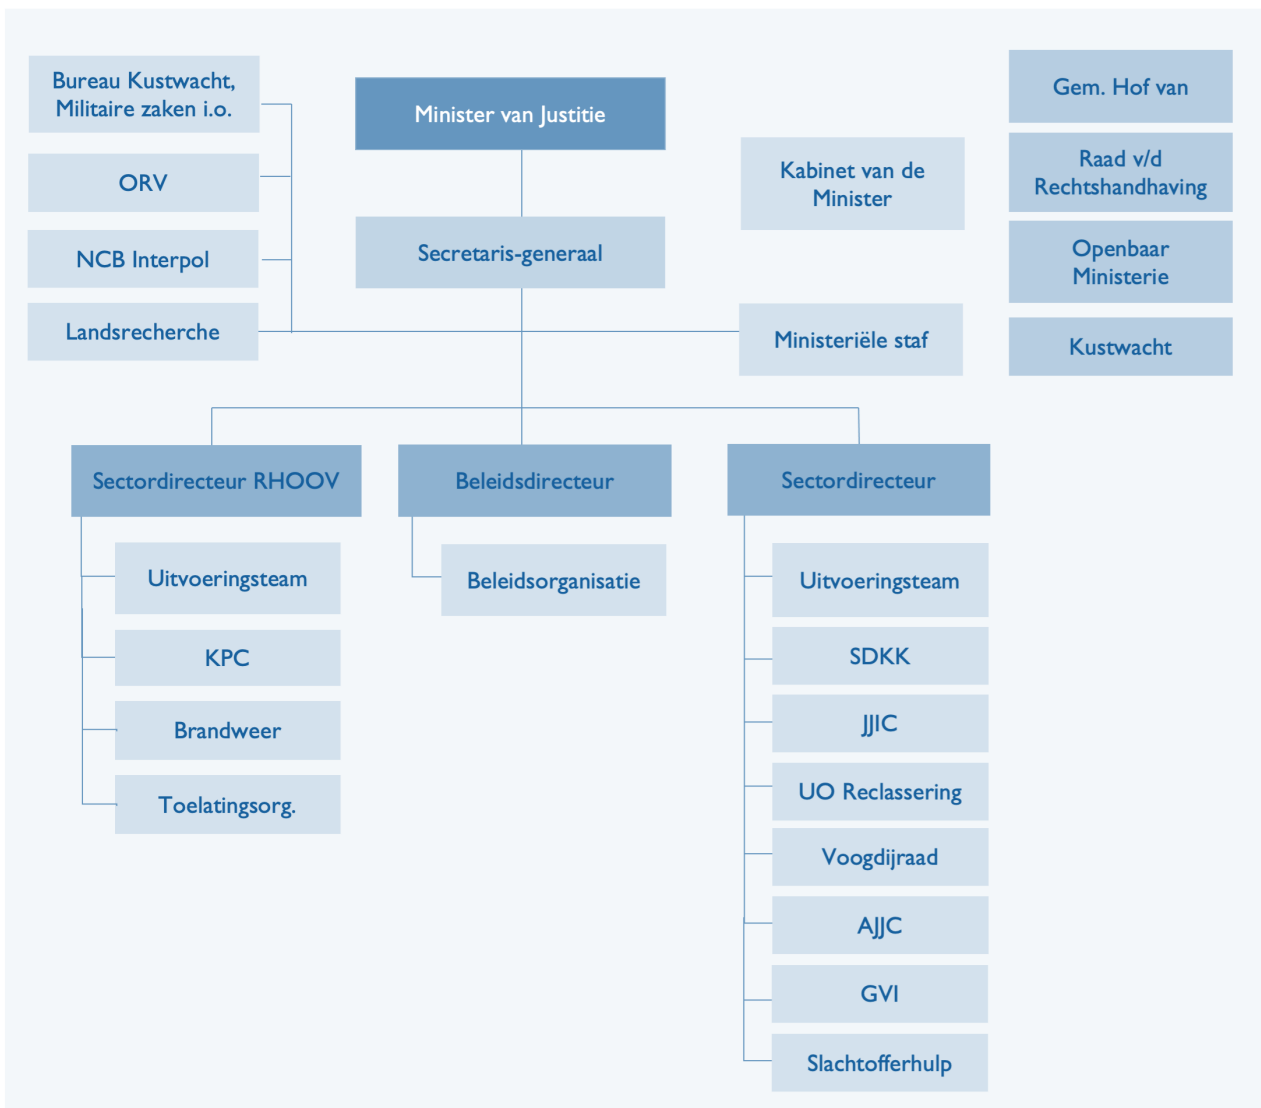 Bureau Kustwacht,
Militaire zaken i.o.
ORV
NCB Interpol
Landsrecherche
Minister van Justitie
Secretaris-generaal
Kabinet van de
Minister
Ministeriële staf
Gem. Hof van
Raad v/d
Rechtshandhaving
Openbaar
Ministerie
Kustwacht
Sectordirecteur RHOOV
Uitvoeringsteam
KPC
Brandweer
Toelatingsorg.
Beleidsdirecteur
Beleidsorganisatie
Sectordirecteur
Uitvoeringsteam
SDKK
JJIC
UO Reclassering
Voogdijraad
AJJC
GVI
Slachtofferhulp